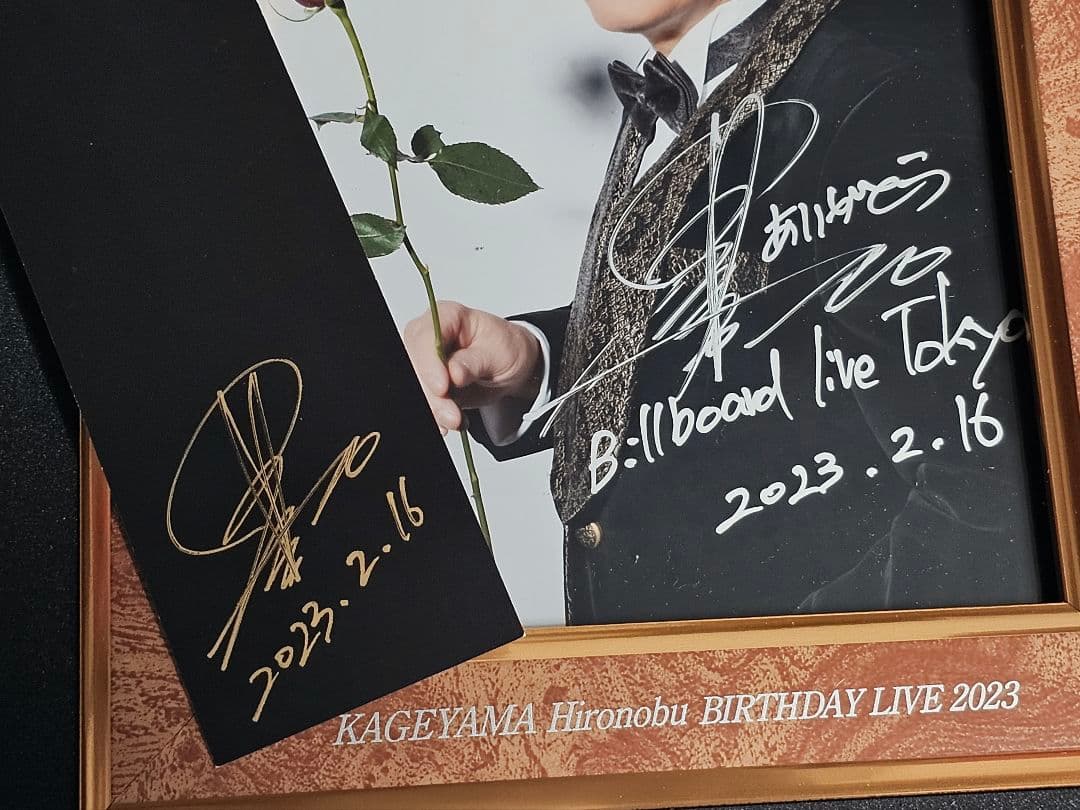 ありがとう
Billboard live Tokyo
2023.2.16
2023.2.16
KAGEYAMA Hironobu BIRTHDAY LIVE 2023